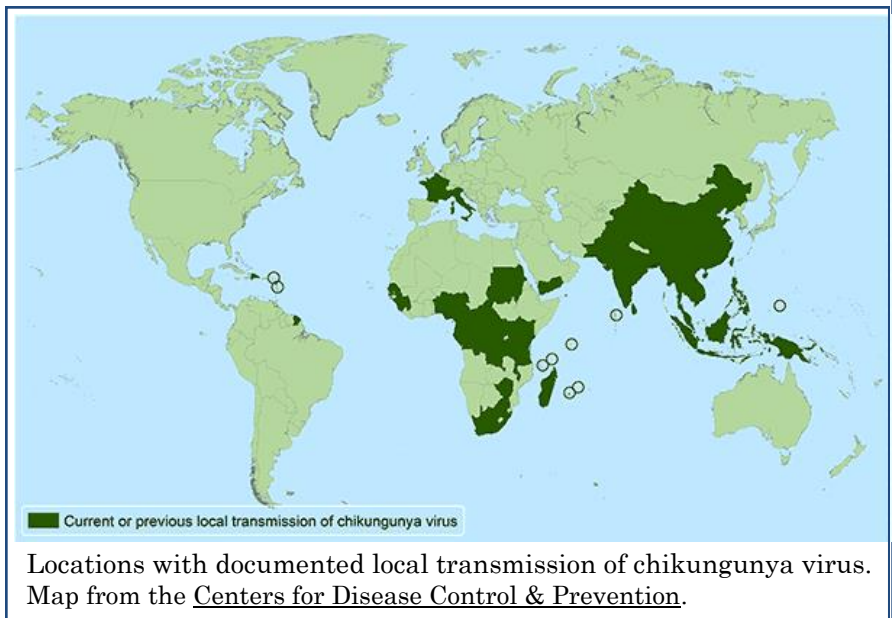 Current or previous local transmission of chikungunya virus
Locations with documented local transmission of chikungunya virus.
Map from the Centers for Disease Control & Prevention.